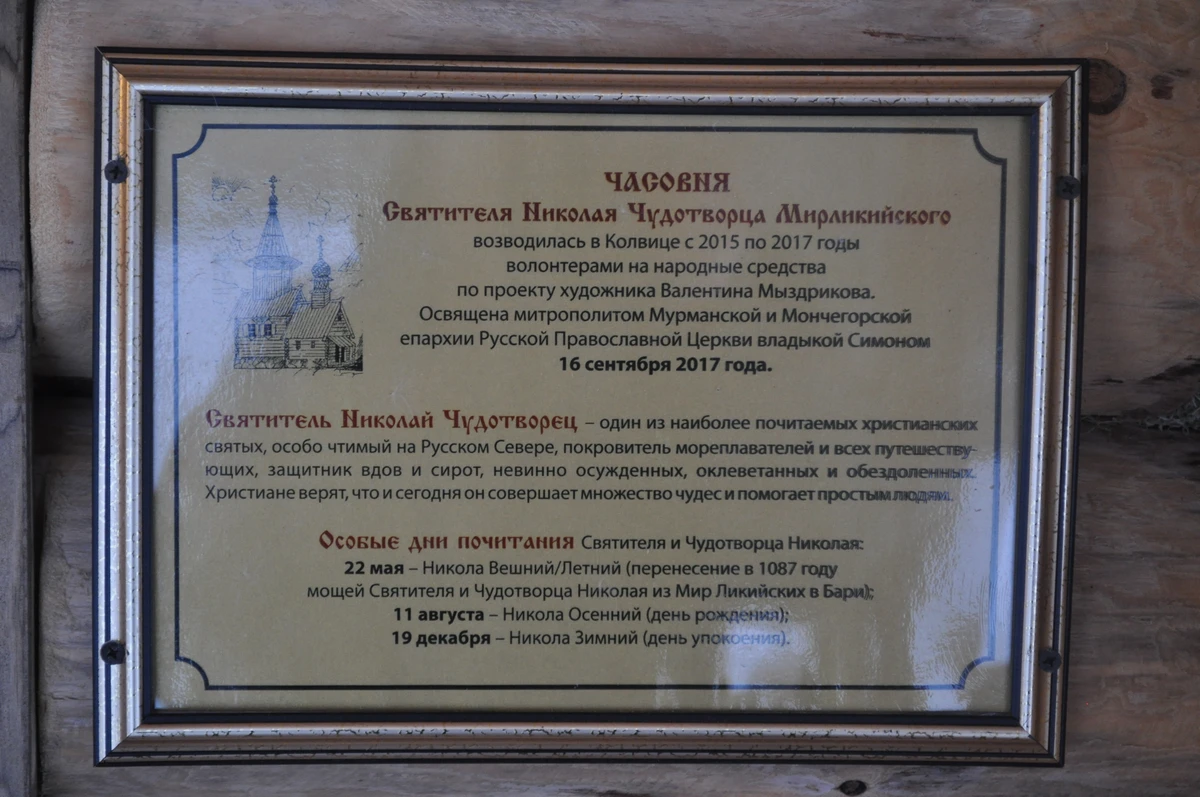 ЧАСОВНЯ
Святителя Николая Чудотворца Мирликийского
возводилась в Колвице с 2015 по 2017 годы
волонтерами на народные средства
по проекту художника Валентина Мыздрикова.
Освящена митрополитом Мурманской и Мончегорской
епархии Русской Православной Церкви владыкой Симоном
16 сентября 2017 года.
Святитель Николай Чудотворец – один из наиболее почитаемых христианских
святых, особо чтимый на Русском Севере, покровитель мореплавателей и всех путешеству-
ющих, защитник вдов и сирот, невинно осужденных, оклеветанных и обездоленных.
Христиане верят, что и сегодня он совершает множество чудес и помогает простым людям.
Особые дни почитания Святителя и Чудотворца Николая:
22 мая – Никола Вешний/Летний (перенесение в 1087 году
мощей Святителя и Чудотворца Николая из Мир Ликийских в Бари);
11 августа – Никола Осенний (день рождения);
19 декабря – Никола Зимний (день упокоения).